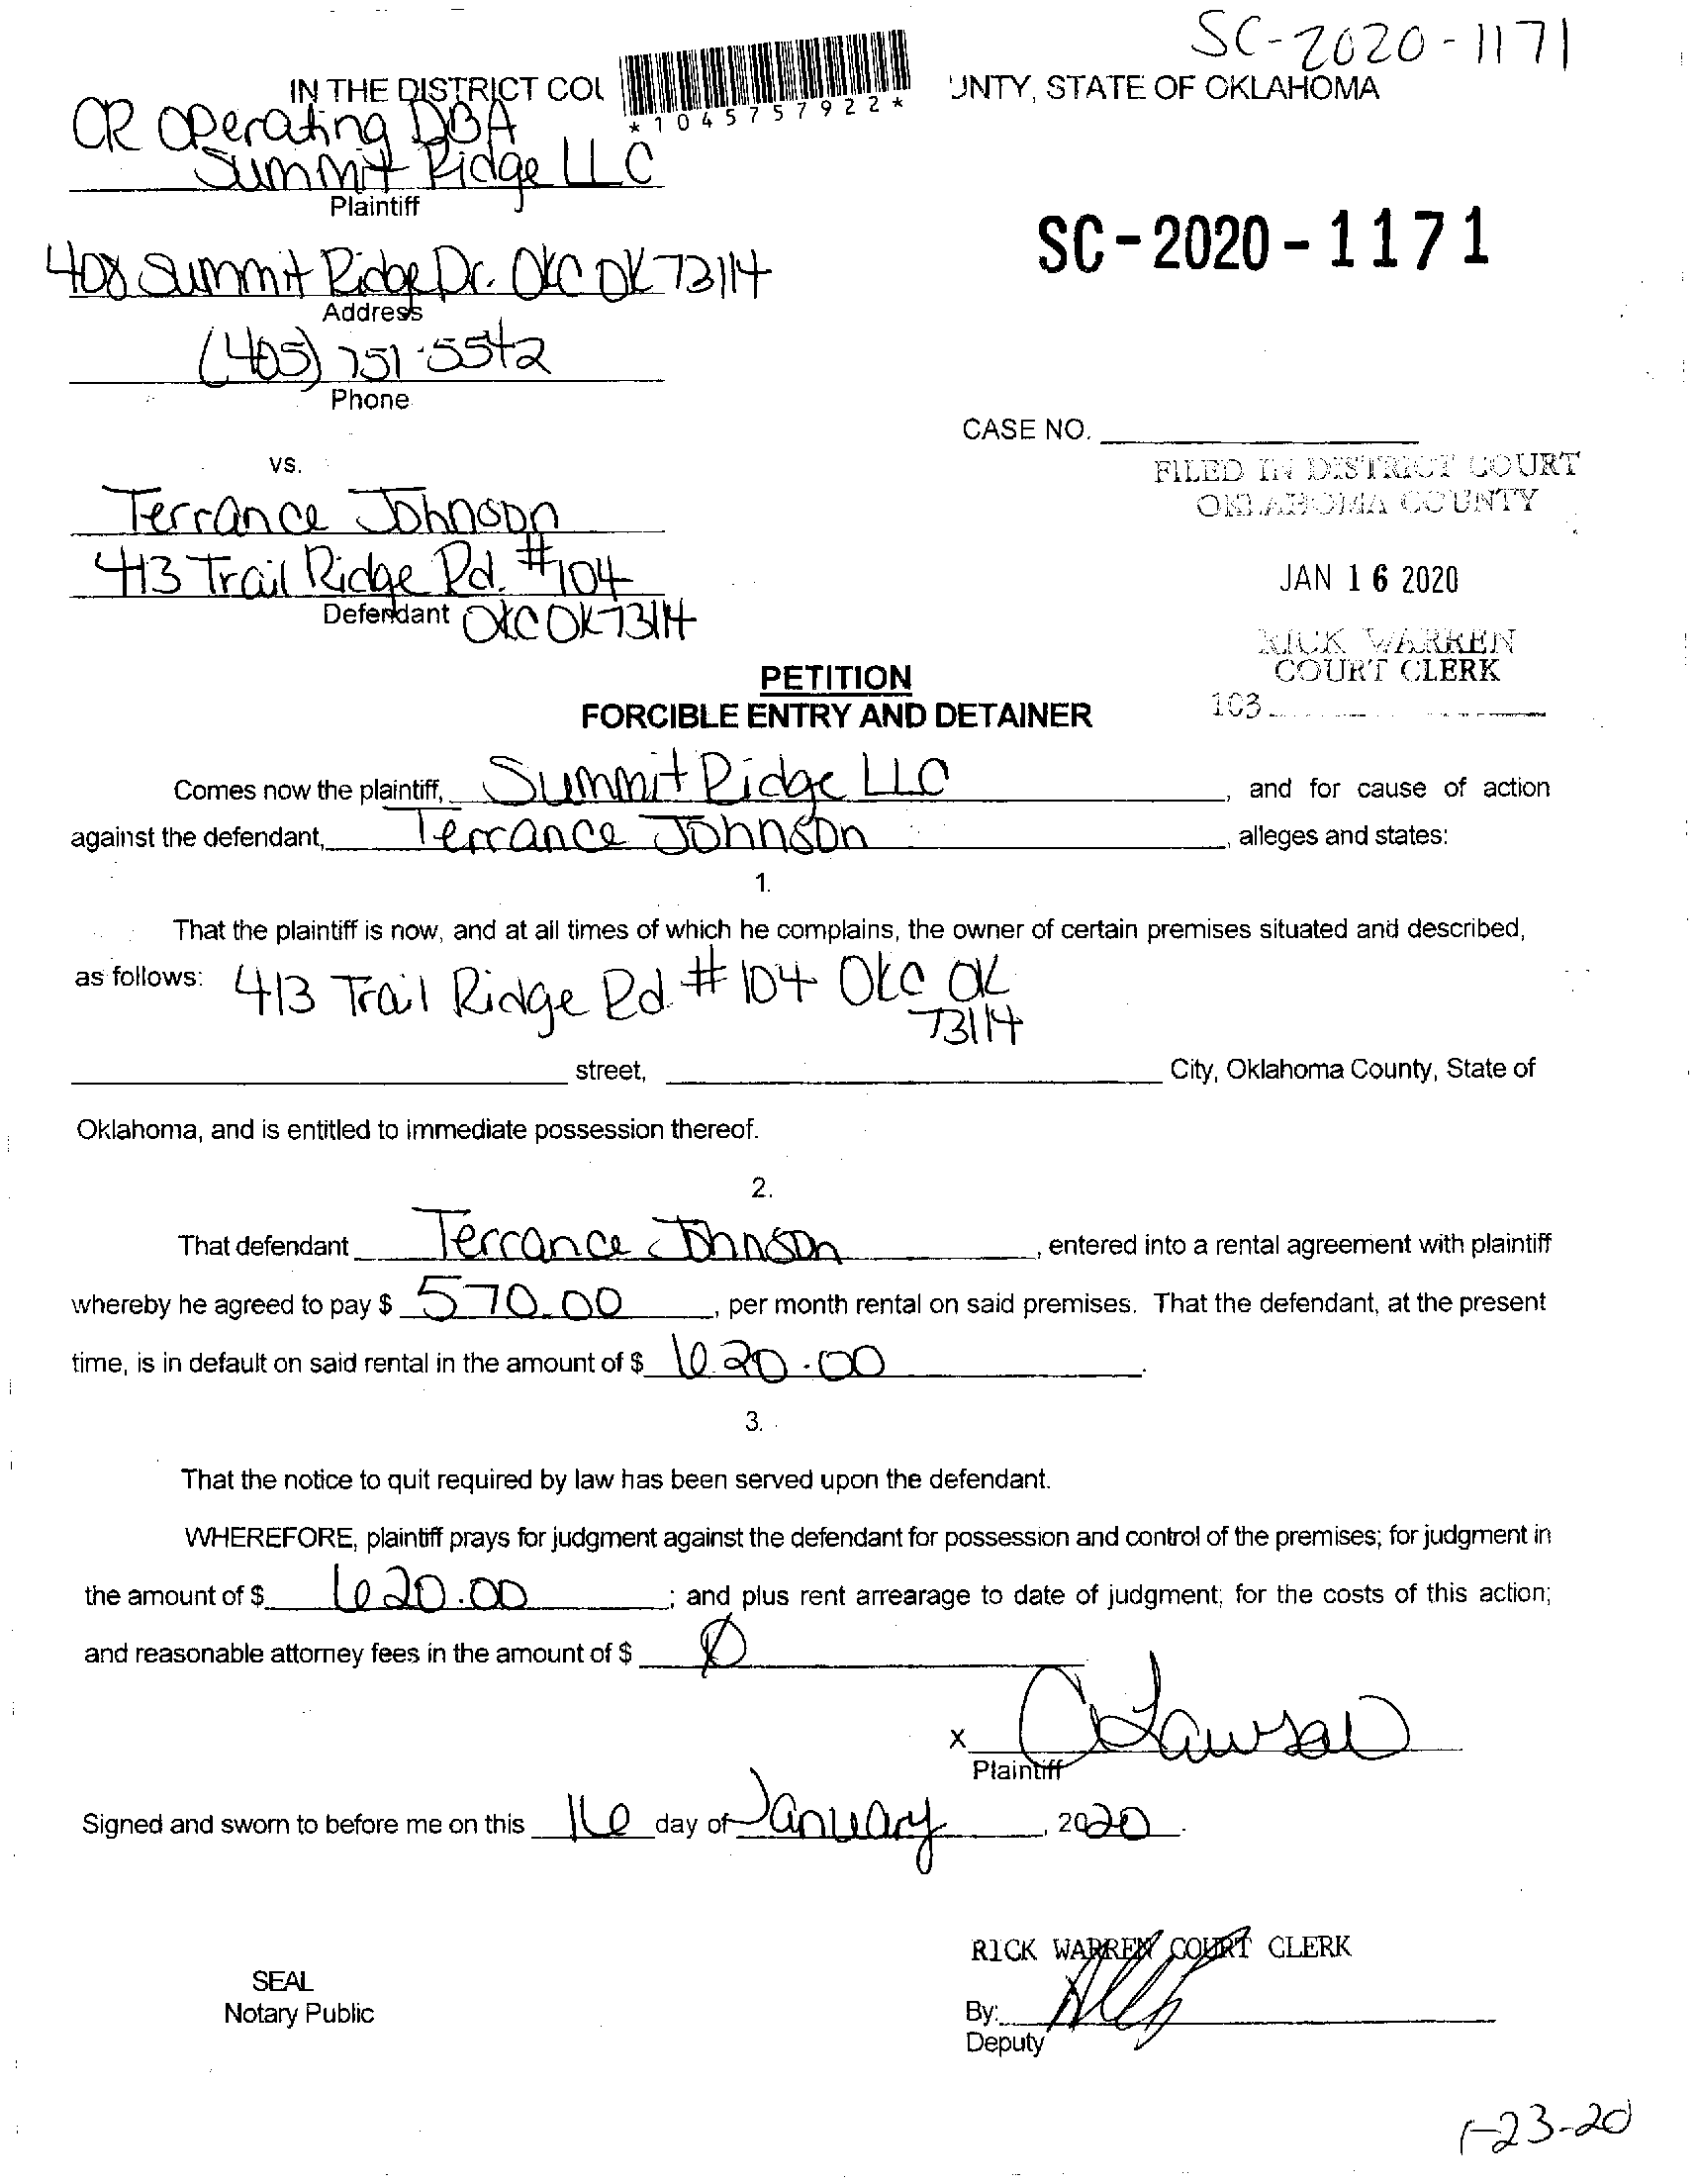 SC-2020-1171
IN THE DISTRICT COU
UNTY, STATE OF OKLAHOMA
*1045757922*
CR Operating DBA
Summit Ridge LLC
Plaintiff
SC-2020-1171
408 Summit Ridge Dr. OKC OK 73114
Address
(405) 751-5542
Phone
CASE NO.
vs.
FILED IN DISTRICT COURT
OKLAHOMA COUNTY
Terrance Johnson
413 Trail Ridge Rd. #104
JAN 16 2020
Defendant OKC OK 73114
RICK WARREN
COURT CLERK
103
PETITION
FORCIBLE ENTRY AND DETAINER
Comes now the plaintiff, Summit Ridge LLC, and for cause of action
against the defendant, Terrance Johnson, alleges and states:
1.
That the plaintiff is now, and at all times of which he complains, the owner of certain premises situated and described,
as follows: 413 Trail Ridge Rd. #104 OKC OK
73114
street, City, Oklahoma County, State of
Oklahoma, and is entitled to immediate possession thereof.
2.
That defendant Terrance Johnson, entered into a rental agreement with plaintiff
whereby he agreed to pay $ 570.00, per month rental on said premises. That the defendant, at the present
time, is in default on said rental in the amount of $ 620.00.
3.
That the notice to quit required by law has been served upon the defendant.
WHEREFORE, plaintiff prays for judgment against the defendant for possession and control of the premises; for judgment in
the amount of $ 620.00; and plus rent arrearage to date of judgment; for the costs of this action;
and reasonable attorney fees in the amount of $ Ø
x C Lawson
Plaintiff
Signed and sworn to before me on this 16 day of January, 2020.
RICK WARREN COURT CLERK
SEAL
Notary Public
By:
Deputy
1-23-20